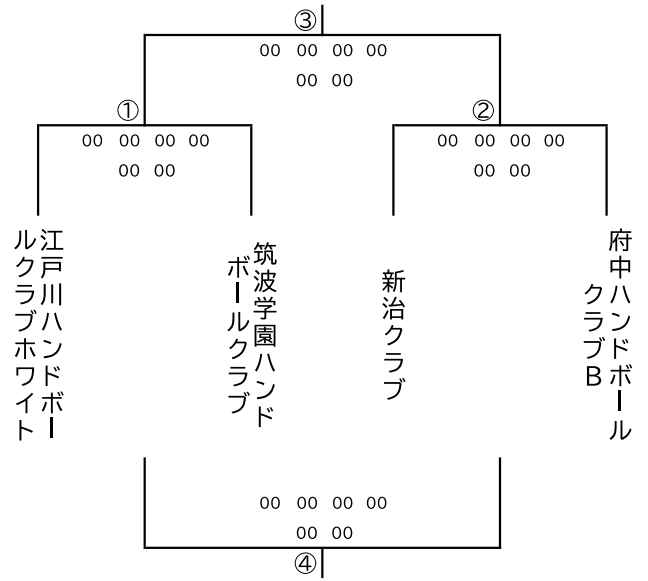 ③
00 00 00 00
00 00
①
00 00 00 00
00 00
②
00 00 00 00
00 00
江戸川ハンドボー
ルクラブホワイト
筑波学園ハンド
ボールクラブ
新治クラブ
府中ハンドボール
クラブB
00 00 00 00
00 00
④